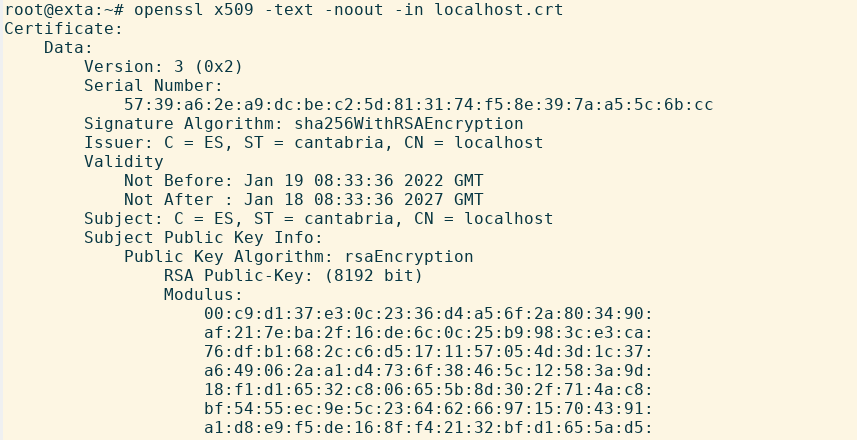 root@exta:~# openssl x509 -text -noout -in localhost.crt
Certificate:
    Data:
        Version: 3 (0x2)
        Serial Number:
            57:39:a6:2e:a9:dc:be:c2:5d:81:31:74:f5:8e:39:7a:a5:5c:6b:cc
        Signature Algorithm: sha256WithRSAEncryption
        Issuer: C = ES, ST = cantabria, CN = localhost
        Validity
            Not Before: Jan 19 08:33:36 2022 GMT
            Not After : Jan 18 08:33:36 2027 GMT
        Subject: C = ES, ST = cantabria, CN = localhost
        Subject Public Key Info:
            Public Key Algorithm: rsaEncryption
                RSA Public-Key: (8192 bit)
                Modulus:
                    00:c9:d1:37:e3:0c:23:36:d4:a5:6f:2a:80:34:90:
                    af:21:7e:ba:2f:16:de:6c:0c:25:b9:98:3c:e3:ca:
                    76:df:b1:68:2c:c6:d5:17:11:57:05:4d:3d:1c:37:
                    a6:49:06:2a:a1:d4:73:6f:38:46:5c:12:58:3a:9d:
                    18:f1:d1:65:32:c8:06:65:5b:8d:30:2f:71:4a:c8:
                    bf:54:55:ec:9e:5c:23:64:62:66:97:15:70:43:91:
                    a1:d8:e9:f5:de:16:8f:f4:21:32:bf:d1:65:5a:d5: